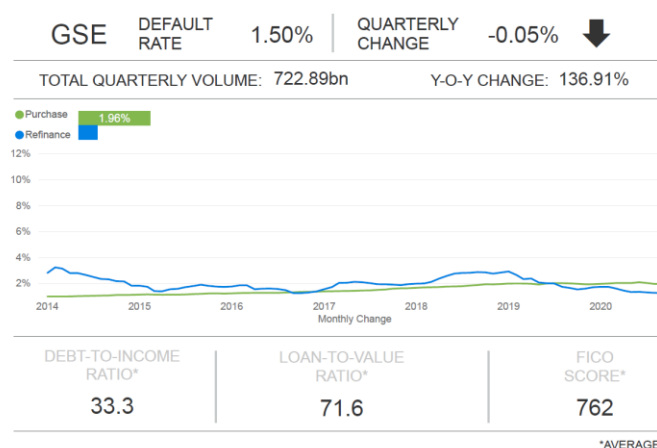 GSE DEFAULT RATE 1.50% QUARTERLY CHANGE -0.05%
TOTAL QUARTERLY VOLUME: 722.89bn Y-O-Y CHANGE: 136.91%
Purchase 1.96%
Refinance
12%
10%
8%
6%
4%
2%
2014 2015 2016 2017 2018 2019 2020
Monthly Change
DEBT-TO-INCOME RATIO* LOAN-TO-VALUE RATIO* FICO SCORE*
33.3 71.6 762
*AVERAGE